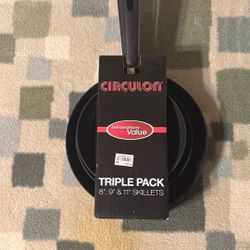 CIRCULON
Extraordinary
Value
TRIPLE PACK
8", 9" & 11" SKILLETS